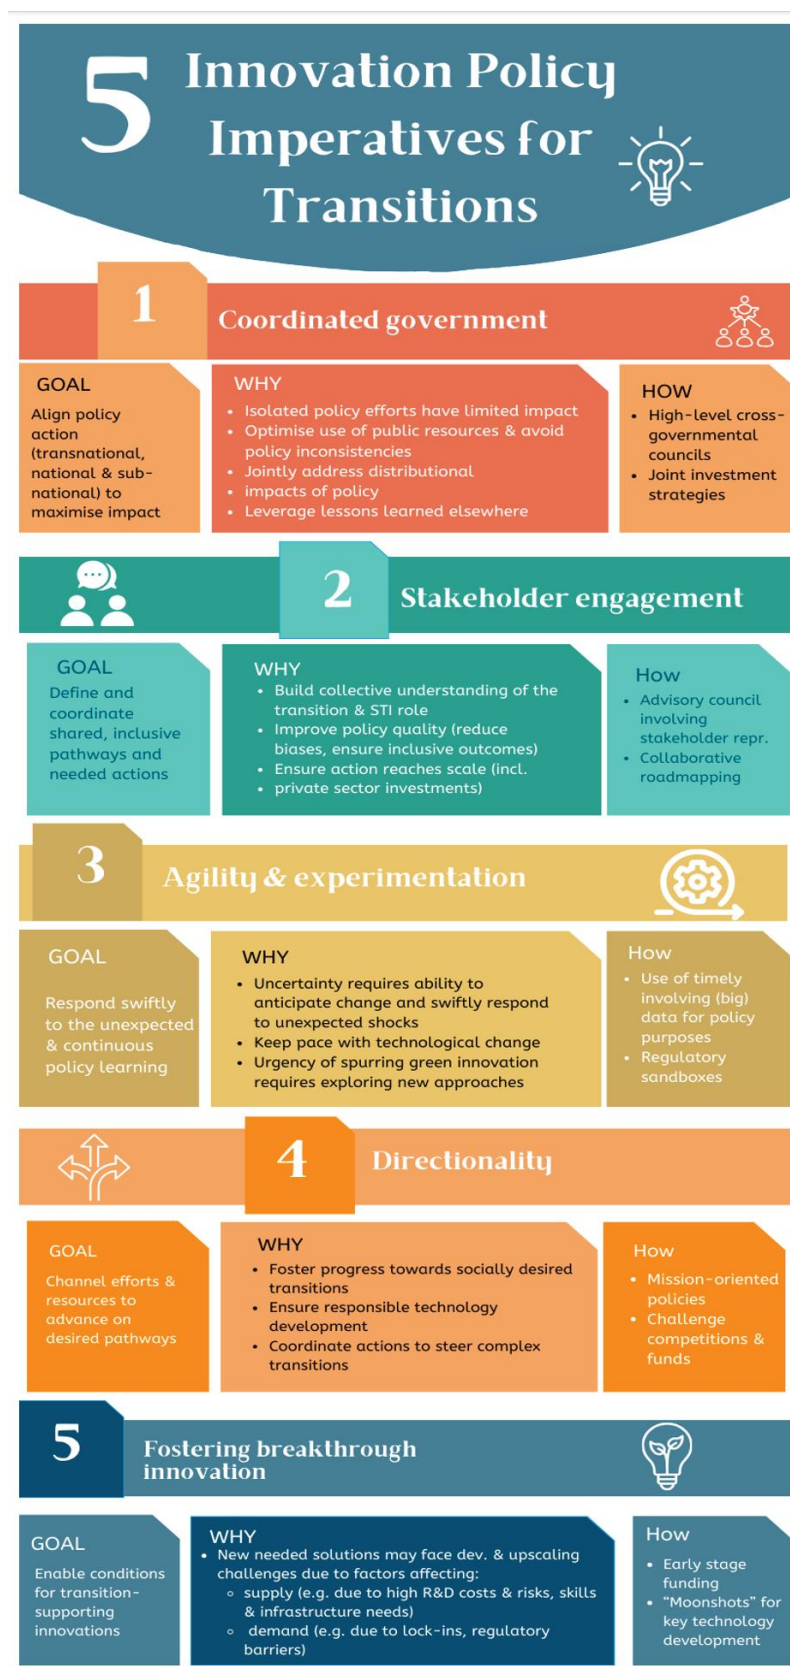 5
Innovation Policy
Imperatives for
Transitions
1
Coordinated government
GOAL
Align policy
action
(transnational,
national & sub-
national) to
maximise impact
WHY
• Isolated policy efforts have limited impact
• Optimise use of public resources & avoid
policy inconsistencies
• Jointly address distributional
• impacts of policy
• Leverage lessons learned elsewhere
HOW
• High-level cross-
governmental
councils
• Joint investment
strategies
2
Stakeholder engagement
GOAL
Define and
coordinate
shared, inclusive
pathways and
needed actions
WHY
• Build collective understanding of the
transition & STI role
• Improve policy quality (reduce
biases, ensure inclusive outcomes)
• Ensure action reaches scale (incl.
• private sector investments)
How
• Advisory council
involving
stakeholder repr.
• Collaborative
roadmapping
3
Agility & experimentation
GOAL
Respond swiftly
to the unexpected
& continuous
policy learning
WHY
• Uncertainty requires ability to
anticipate change and swiftly respond
to unexpected shocks
• Keep pace with technological change
• Urgency of spurring green innovation
requires exploring new approaches
How
• Use of timely
involving (big)
data for policy
purposes
• Regulatory
sandboxes
4
Directionality
GOAL
Channel efforts &
resources to
advance on
desired pathways
WHY
• Foster progress towards socially desired
transitions
• Ensure responsible technology
development
• Coordinate actions to steer complex
transitions
How
• Mission-oriented
policies
• Challenge
competitions &
funds
5
Fostering breakthrough
innovation
GOAL
Enable conditions
for transition-
supporting
innovations
WHY
• New needed solutions may face dev. & upscaling
challenges due to factors affecting:
○ supply (e.g. due to high R&D costs & risks, skills
& infrastructure needs)
○ demand (e.g. due to lock-ins, regulatory
barriers)
How
• Early stage
funding
• “Moonshots” for
key technology
development